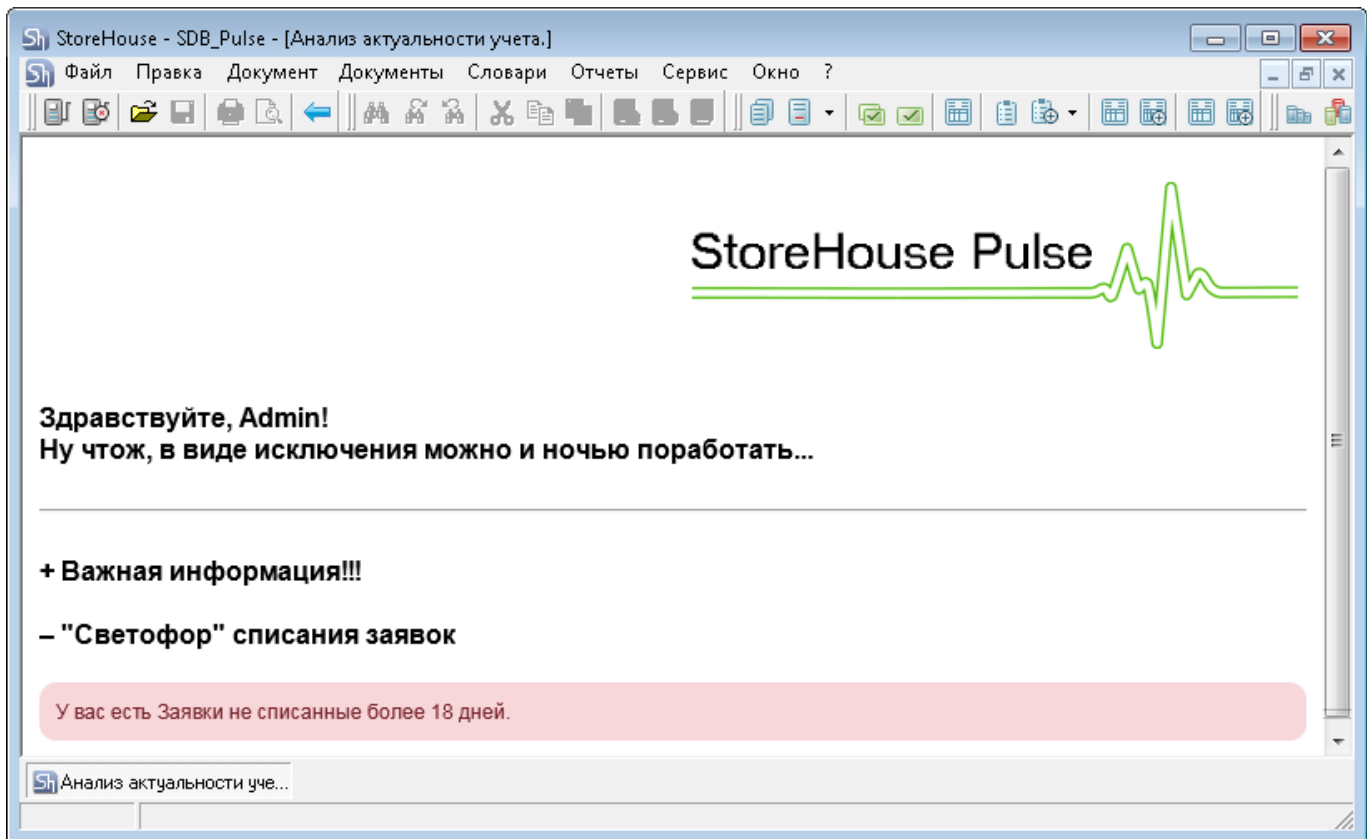 StoreHouse - SDB_Pulse - [Анализ актуальности учета.]
Файл Правка Документ Документы Словари Отчеты Сервис Окно ?
StoreHouse Pulse
Здравствуйте, Admin!
Ну чтож, в виде исключения можно и ночью поработать...
+ Важная информация!!!
– "Светофор" списания заявок
У вас есть Заявки не списанные более 18 дней.
Sh Анализ актуальности уче...